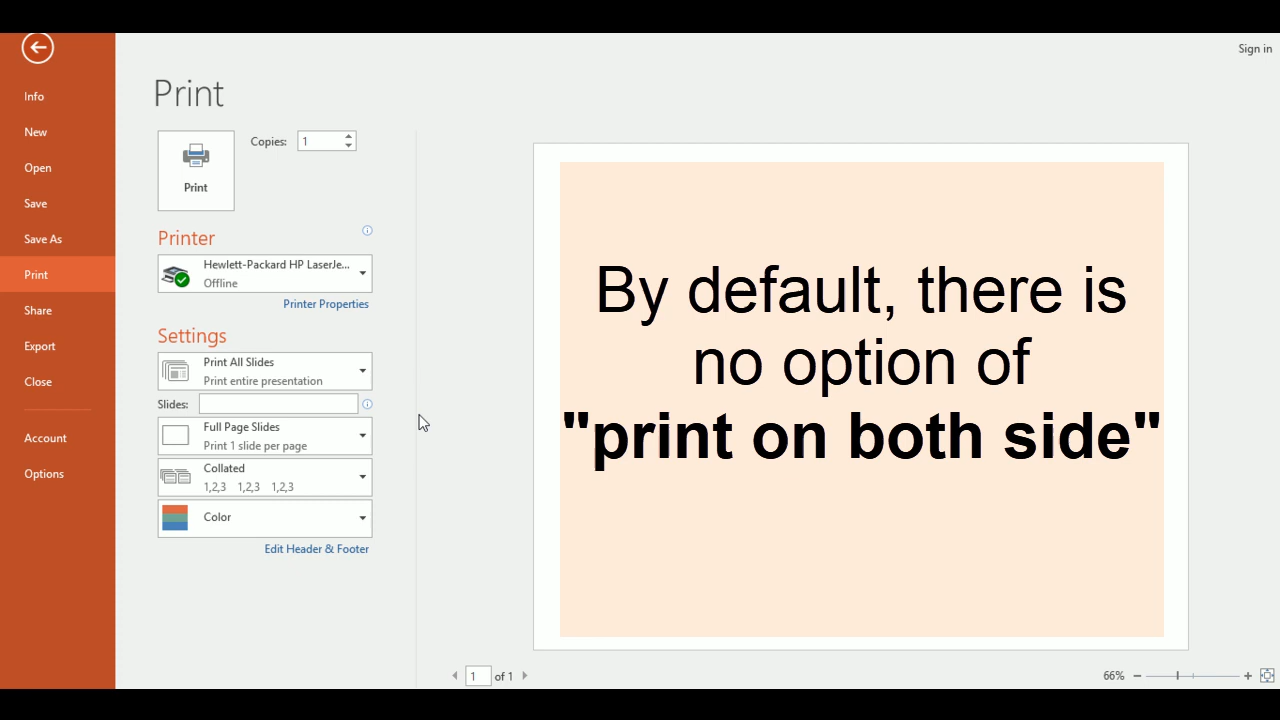 Sign in
Info
New
Open
Save
Save As
Print
Share
Export
Close
Account
Options
Print
Print
Copies: 1
Printer
Hewlett-Packard HP LaserJe...
Offline
Printer Properties
Settings
Print All Slides
Print entire presentation
Slides:
Full Page Slides
Print 1 slide per page
Collated
1,2,3 1,2,3 1,2,3
Color
Edit Header & Footer
By default, there is
no option of
"print on both side"
1 of 1
66%